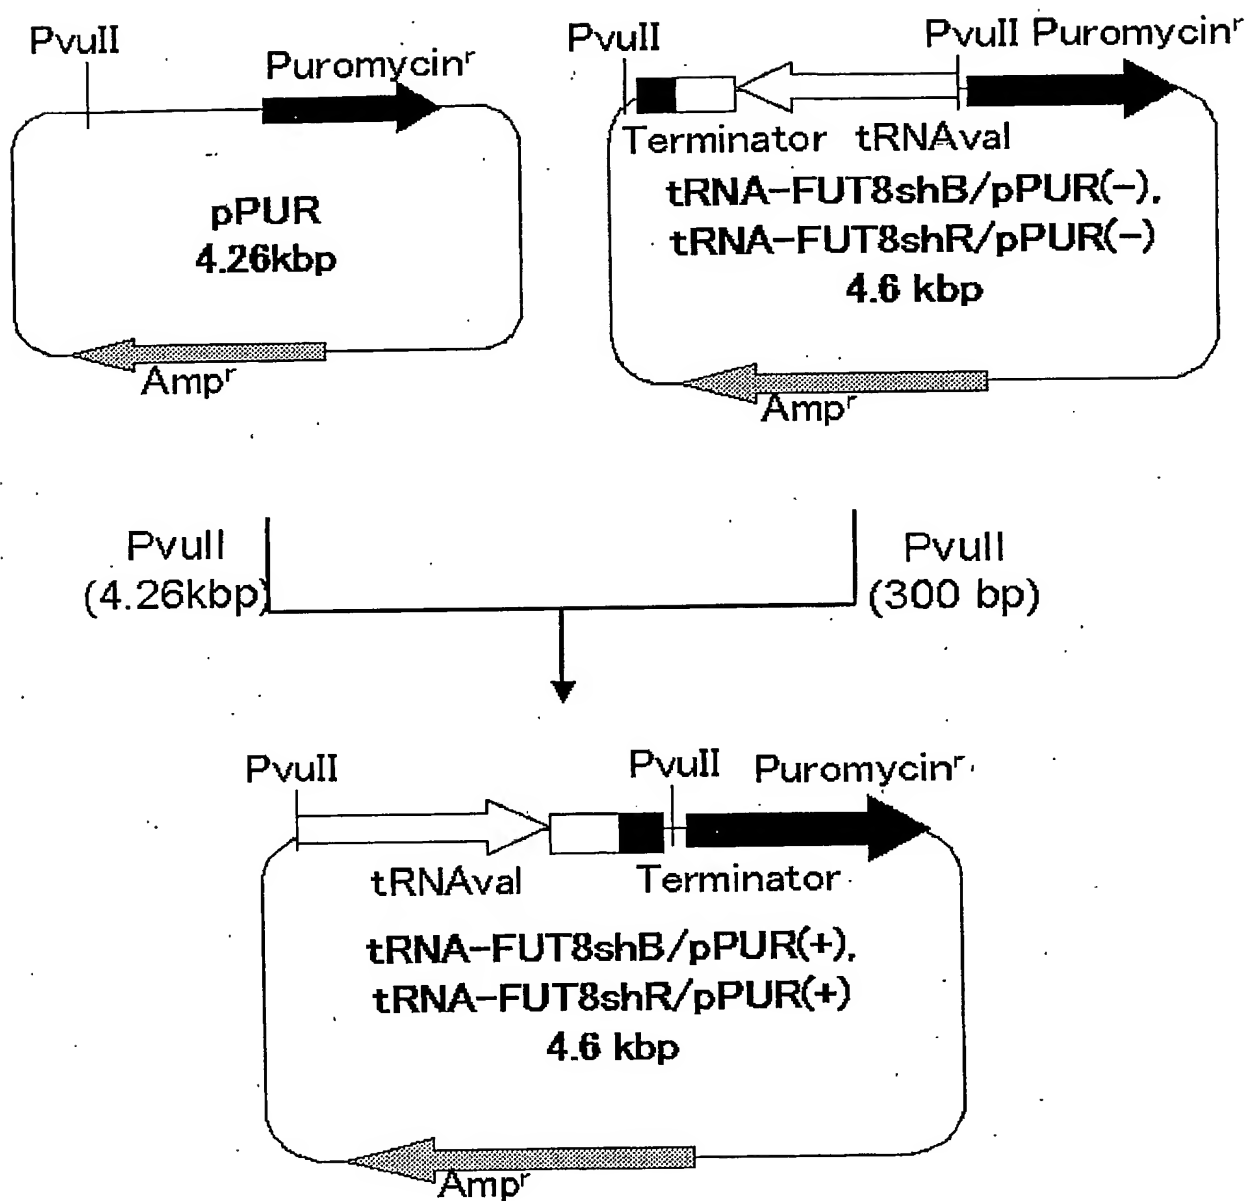 PvuII
Puromycinʳ
pPUR
4.26kbp
Ampʳ
PvuII
PvuII Puromycinʳ
Terminator tRNAval
tRNA-FUT8shB/pPUR(-),
tRNA-FUT8shR/pPUR(-)
4.6 kbp
Ampʳ
PvuII
(4.26kbp)
PvuII
(300 bp)
PvuII
PvuII
Puromycinʳ
tRNAval
Terminator
tRNA-FUT8shB/pPUR(+),
tRNA-FUT8shR/pPUR(+)
4.6 kbp
Ampʳ